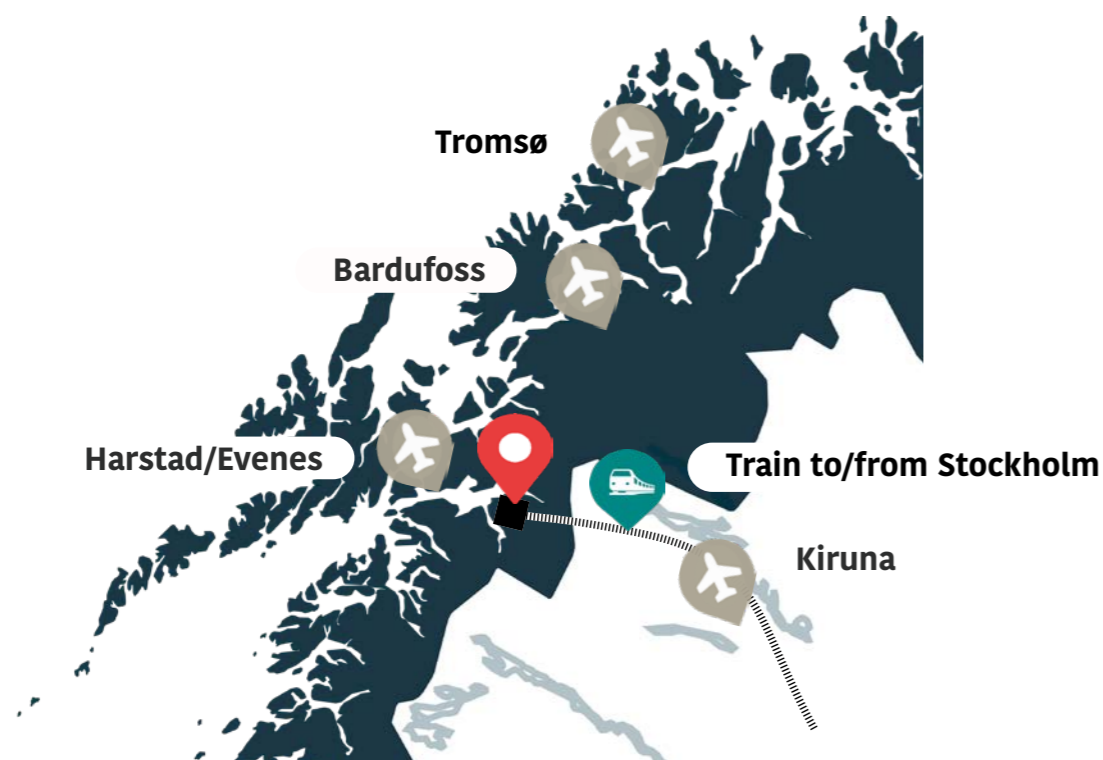 Tromsø
Bardufoss
Harstad/Evenes
Train to/from Stockholm
Kiruna